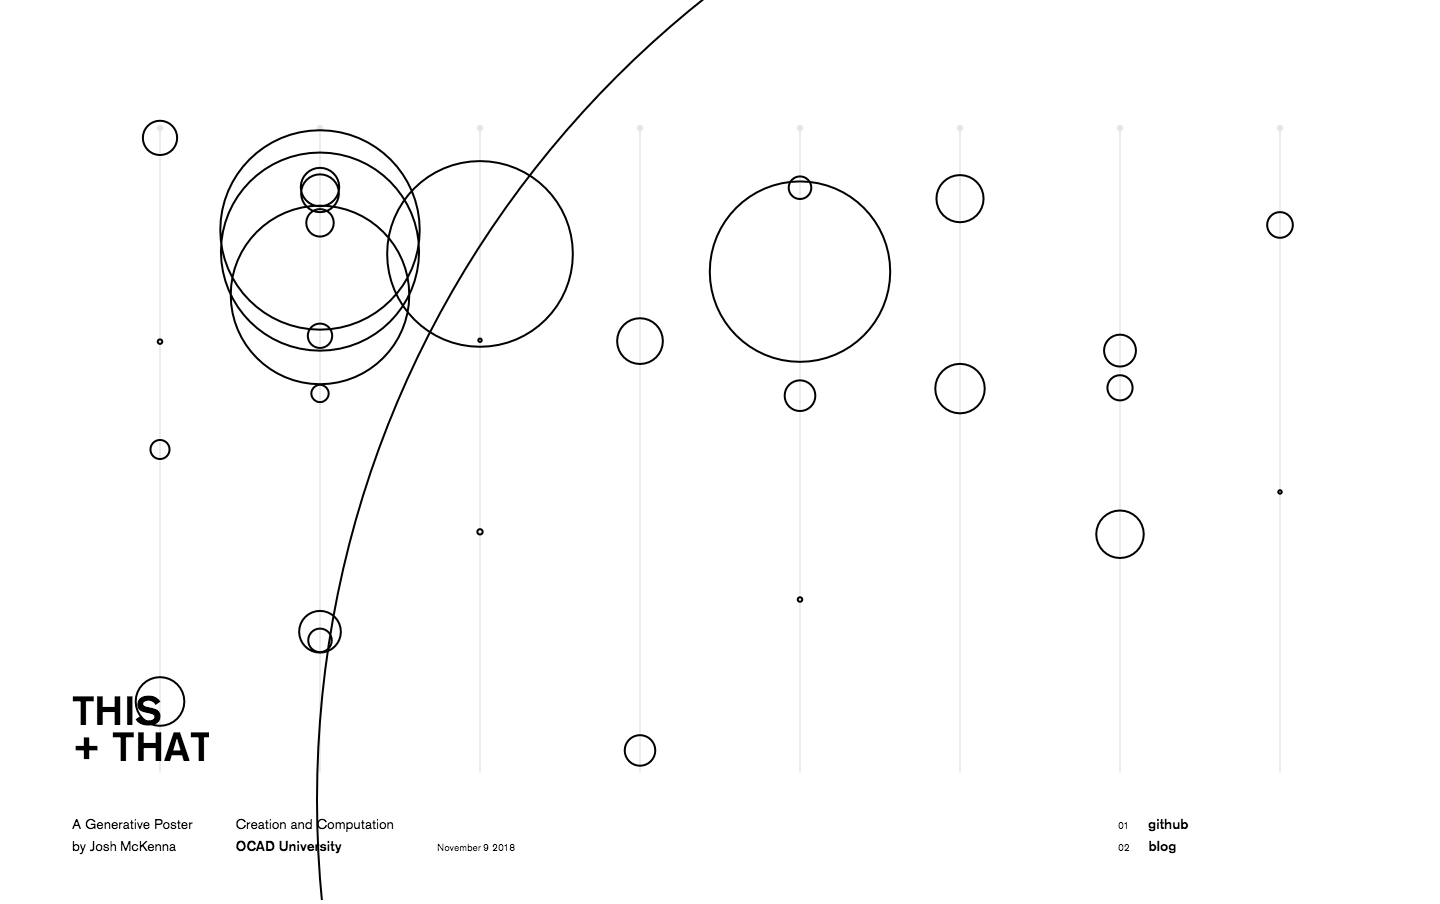 THIS
+ THAT
A Generative Poster
by Josh McKenna
Creation and Computation
OCAD University
November 9 2018
01 github
02 blog